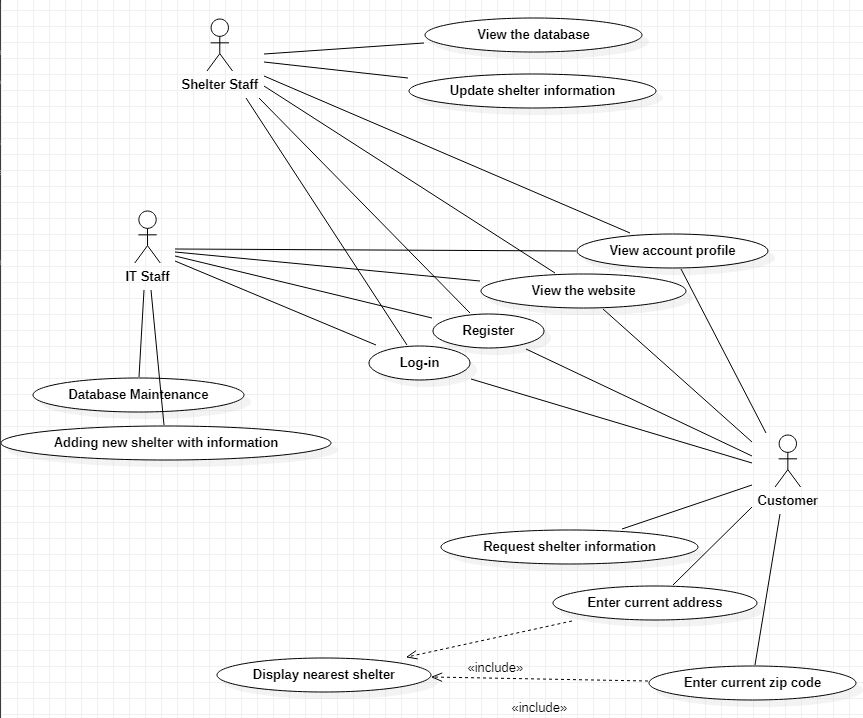 View the database
Shelter Staff
Update shelter information
View account profile
IT Staff
View the website
Register
Log-in
Database Maintenance
Adding new shelter with information
Customer
Request shelter information
Enter current address
«include»
Display nearest shelter
Enter current zip code
«include»